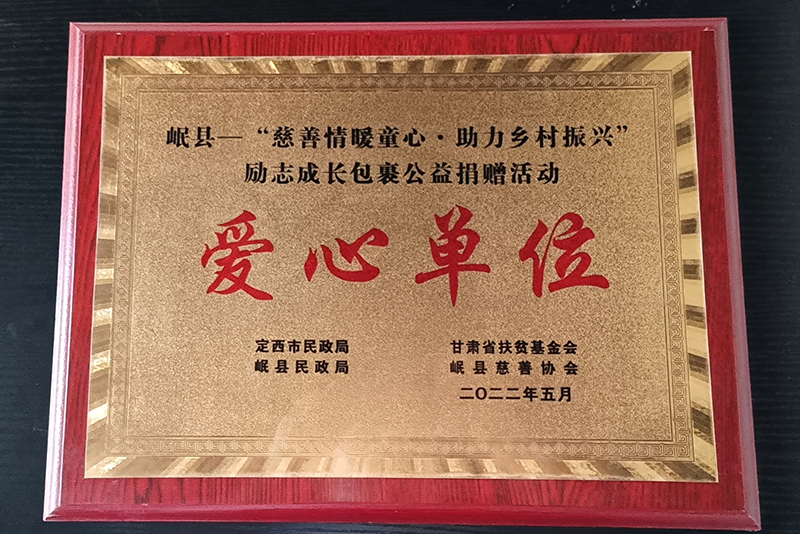 岷县—“慈善情暖童心·助力乡村振兴”
励志成长包裹公益捐赠活动
爱心单位
定西市民政局
岷县民政局
甘肃省扶贫基金会
岷县慈善协会
二〇二二年五月